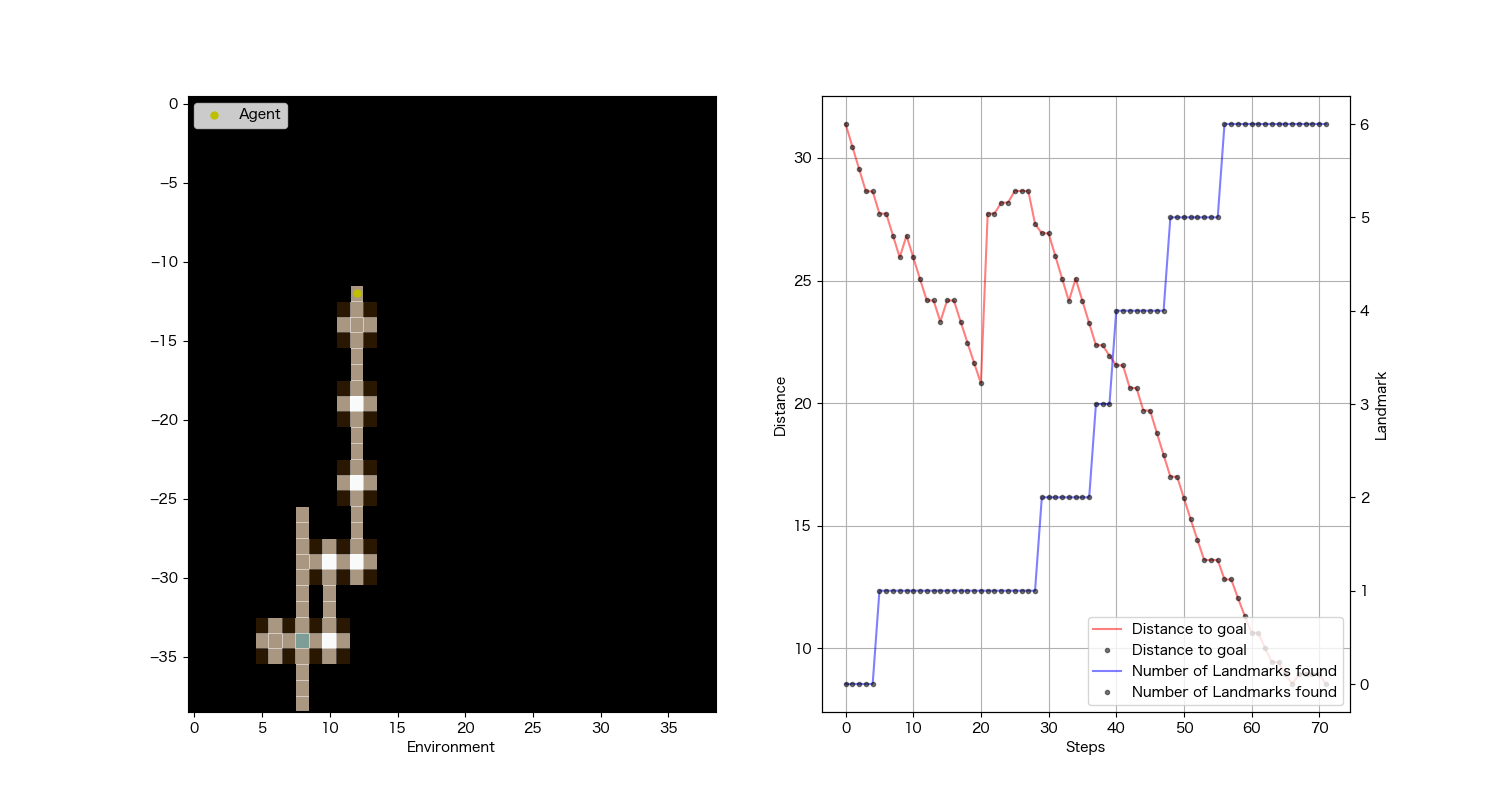 Agent
0
−5
−10
−15
−20
−25
−30
−35
0 5 10 15 20 25 30 35
Environment
30
25
20
15
10
Distance
6
5
4
3
2
1
0
Landmark
Distance to goal
Distance to goal
Number of Landmarks found
Number of Landmarks found
0 10 20 30 40 50 60 70
Steps